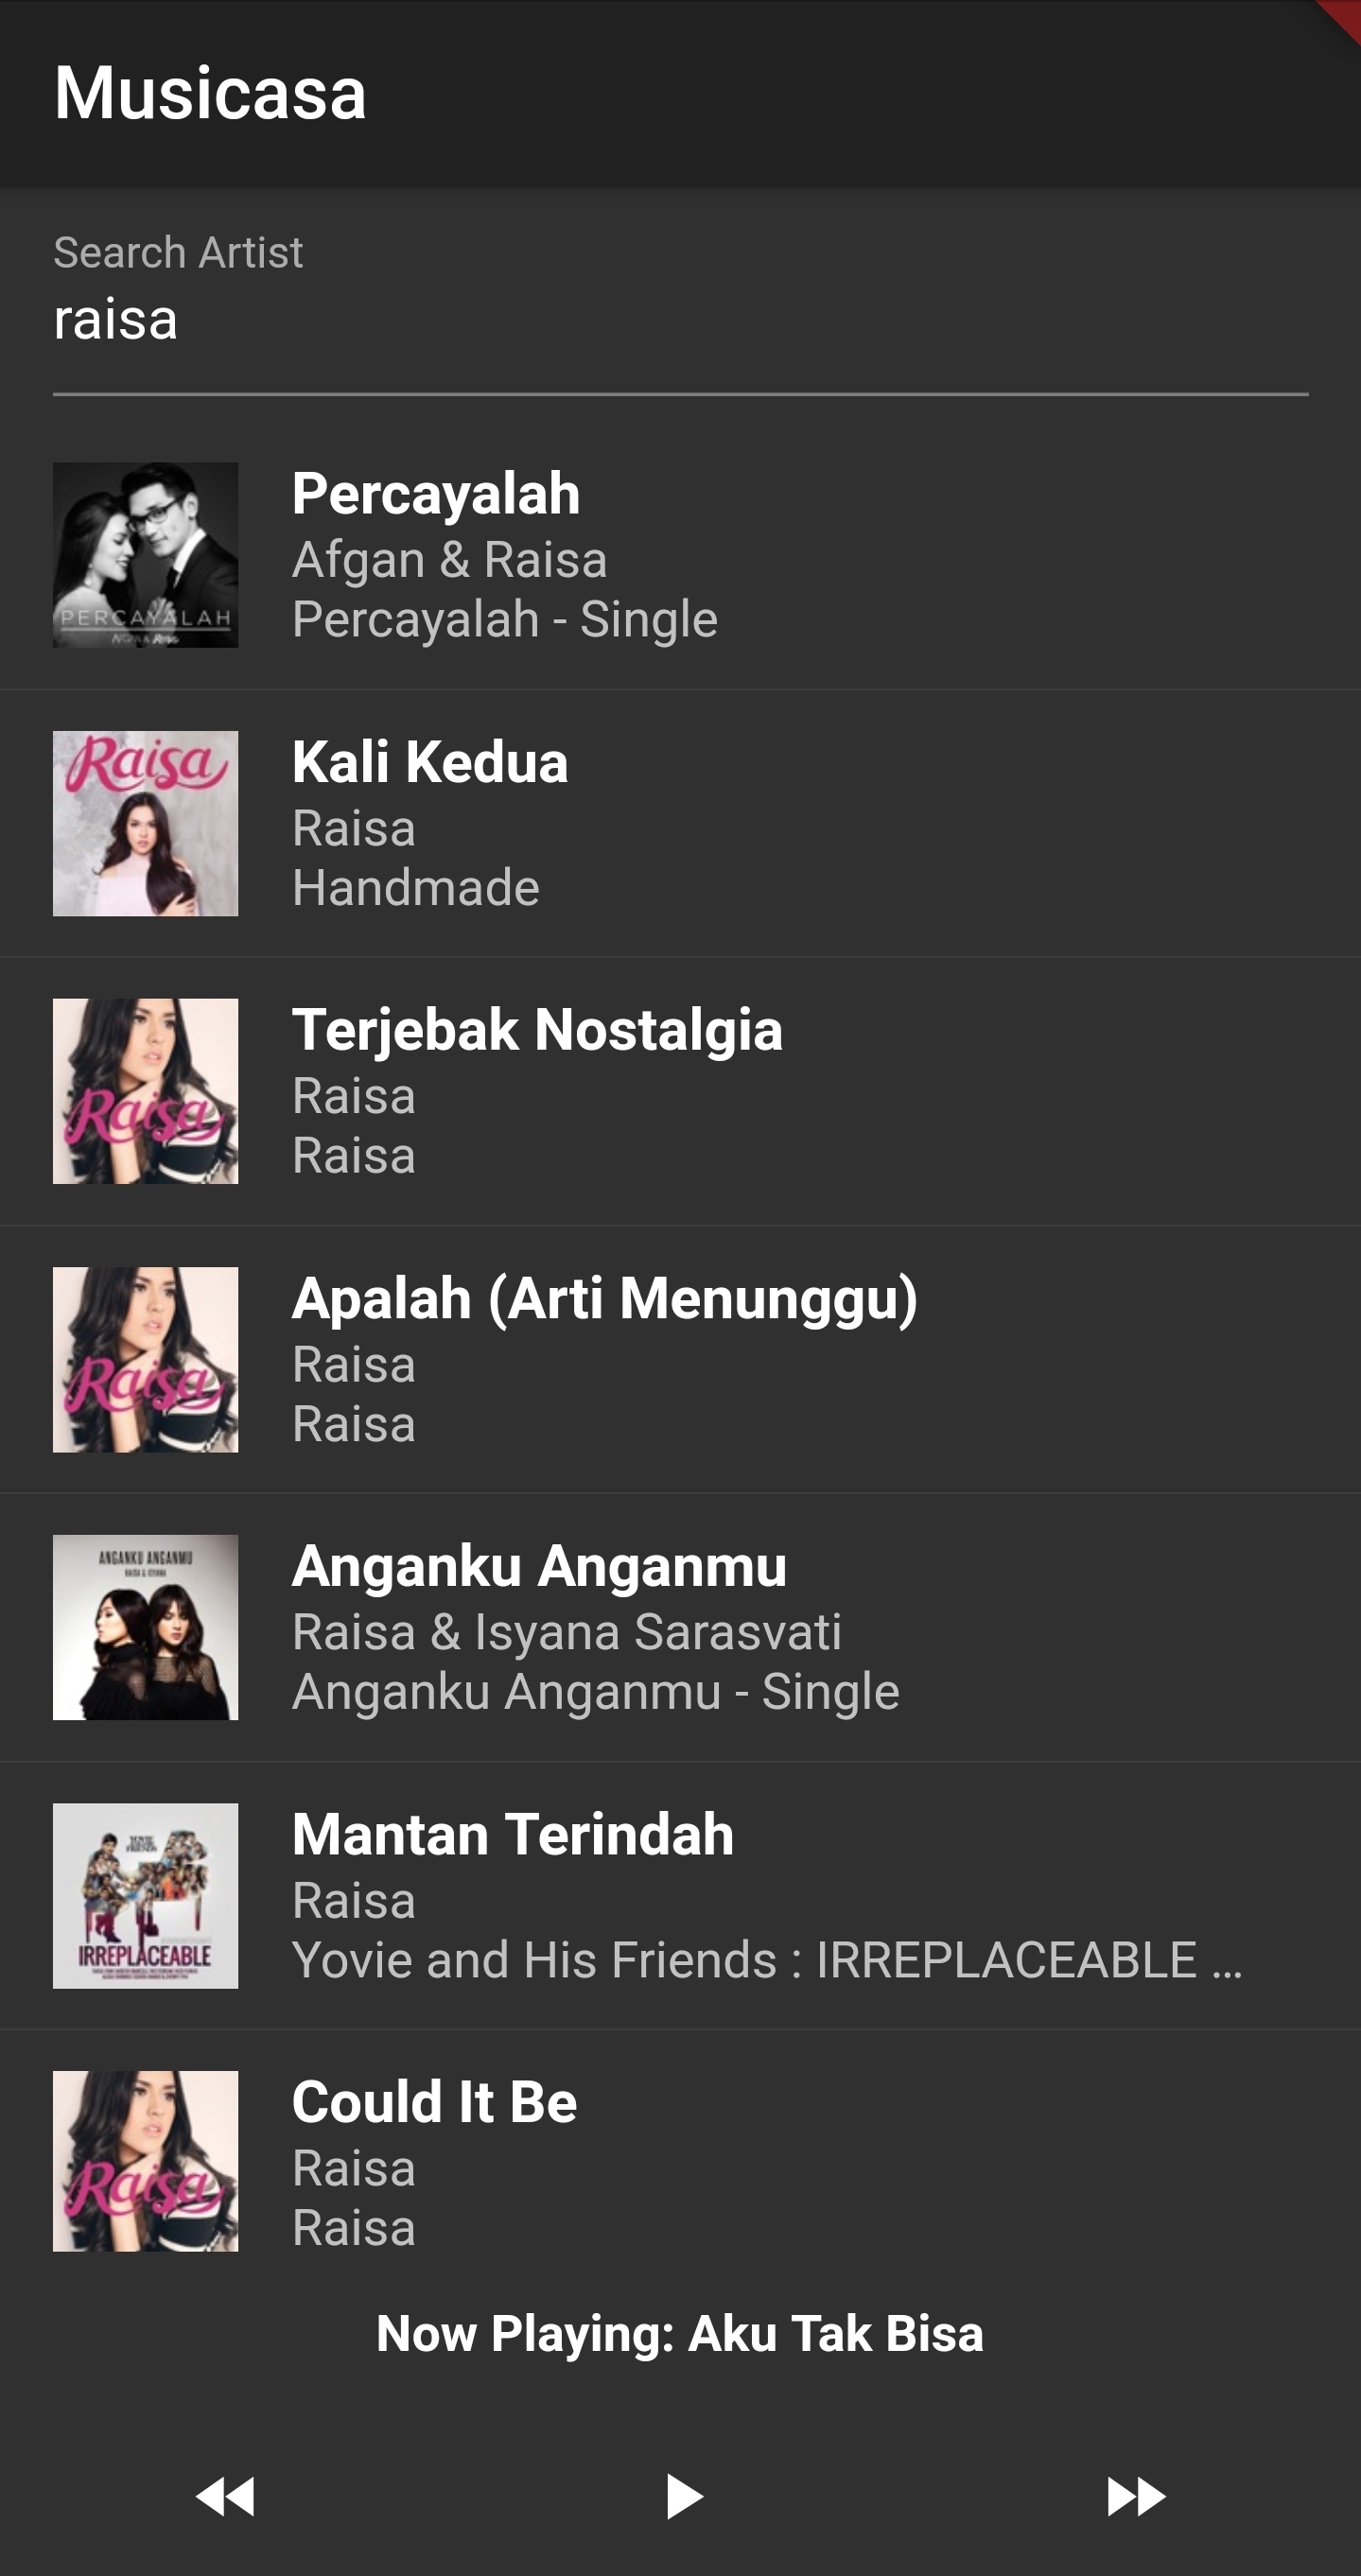 Musicasa
Search Artist
raisa
PERCAYALAH
Percayalah
Afgan & Raisa
Percayalah - Single
Raisa
Kali Kedua
Raisa
Handmade
Raisa
Terjebak Nostalgia
Raisa
Raisa
Raisa
Apalah (Arti Menunggu)
Raisa
Raisa
ANGANKU ANGANMU
RAISA & ISYANA
Anganku Anganmu
Raisa & Isyana Sarasvati
Anganku Anganmu - Single
IRREPLACEABLE
Mantan Terindah
Raisa
Yovie and His Friends : IRREPLACEABLE ...
Raisa
Could It Be
Raisa
Raisa
Now Playing: Aku Tak Bisa